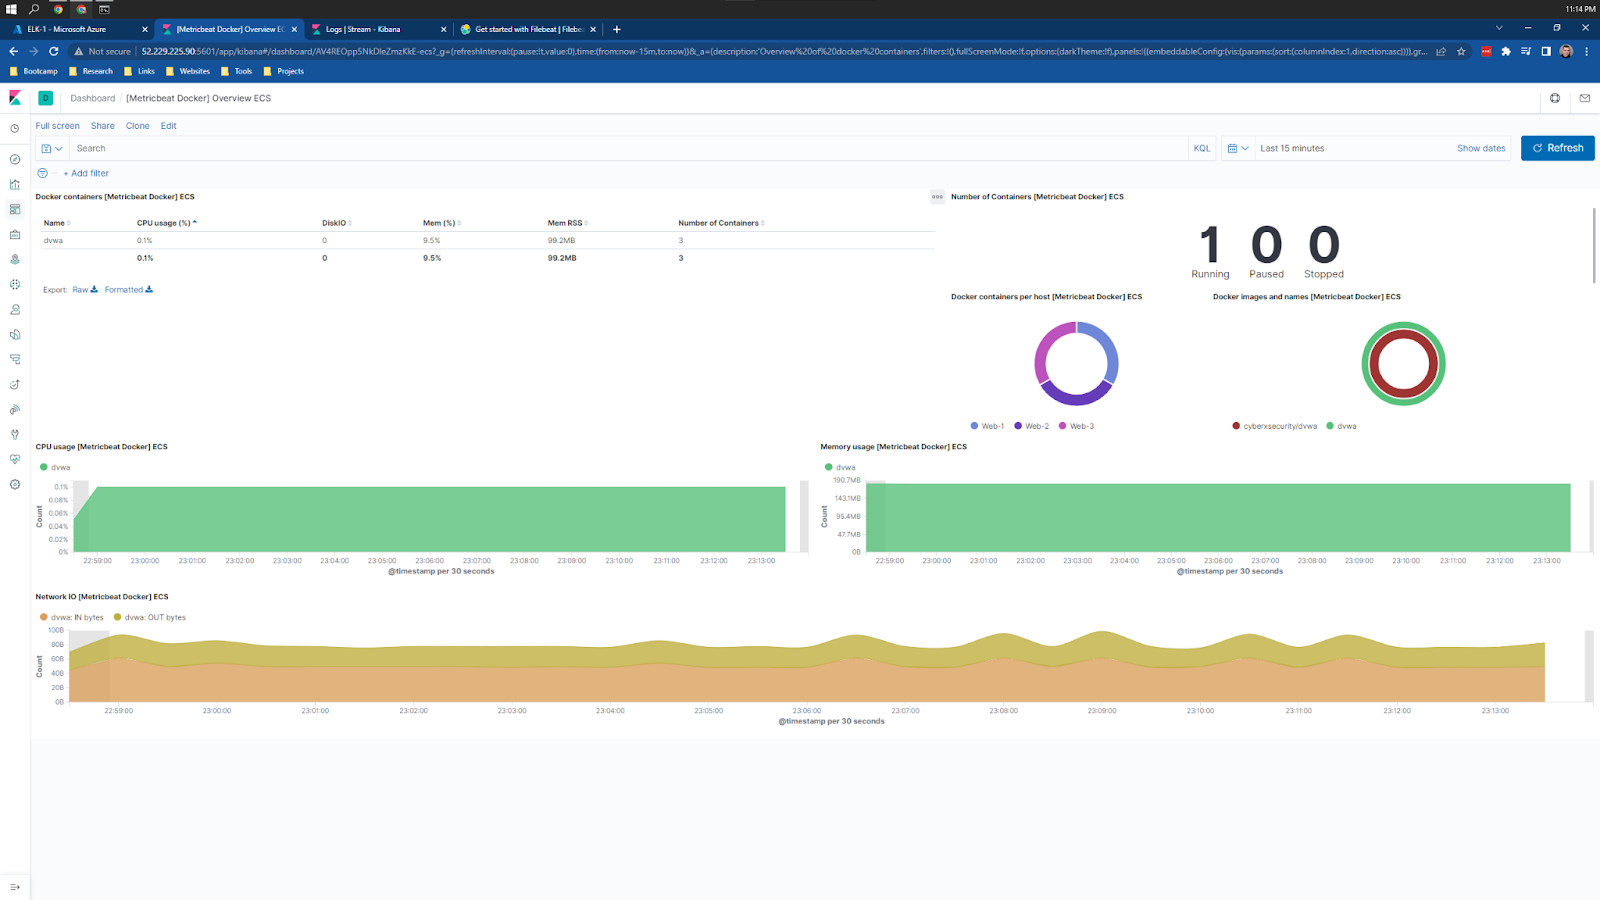 11:14 PM
ELK-1 - Microsoft Azure
[Metricbeat Docker] Overview EC
Logs | Stream - Kibana
Get started with Filebeat | Filebe
Not secure | 52.229.225.90:5601/app/kibana#/dashboard/AV4REOpp5NkDleZmzKkE-ecs?_g=(refreshInterval:(pause:!t,value:0),time:(from:now-15m,to:now))&_a=(description:'Overview%20of%20docker%20containers',filters:!(),fullScreenMode:!f,options:(darkTheme:!f),panels:!((embeddableConfig:(vis:(params:(sort:(columnIndex:1,direction:asc)))),gr...
Bootcamp Research Links Websites Tools Projects
D Dashboard / [Metricbeat Docker] Overview ECS
Full screen Share Clone Edit
Search KQL Last 15 minutes Show dates Refresh
+ Add filter
Docker containers [Metricbeat Docker] ECS
Name CPU usage (%) DiskIO Mem (%) Mem RSS Number of Containers
dvwa 0.1% 0 9.5% 99.2MB 3
0.1% 0 9.5% 99.2MB 3
Export: Raw Formatted
Number of Containers [Metricbeat Docker] ECS
1 0 0
Running Paused Stopped
Docker containers per host [Metricbeat Docker] ECS
Web-1 Web-2 Web-3
Docker images and names [Metricbeat Docker] ECS
cyberxsecurity/dvwa dvwa
CPU usage [Metricbeat Docker] ECS
dvwa
0.1%
0.08%
0.06%
0.04%
0.02%
0%
Count
22:59:00 23:00:00 23:01:00 23:02:00 23:03:00 23:04:00 23:05:00 23:06:00 23:07:00 23:08:00 23:09:00 23:10:00 23:11:00 23:12:00 23:13:00
@timestamp per 30 seconds
Memory usage [Metricbeat Docker] ECS
dvwa
190.7MB
143.1MB
95.4MB
47.7MB
0B
Count
22:59:00 23:00:00 23:01:00 23:02:00 23:03:00 23:04:00 23:05:00 23:06:00 23:07:00 23:08:00 23:09:00 23:10:00 23:11:00 23:12:00 23:13:00
@timestamp per 30 seconds
Network IO [Metricbeat Docker] ECS
dvwa: IN bytes dvwa: OUT bytes
100B
80B
60B
40B
20B
0B
Count
22:59:00 23:00:00 23:01:00 23:02:00 23:03:00 23:04:00 23:05:00 23:06:00 23:07:00 23:08:00 23:09:00 23:10:00 23:11:00 23:12:00 23:13:00
@timestamp per 30 seconds